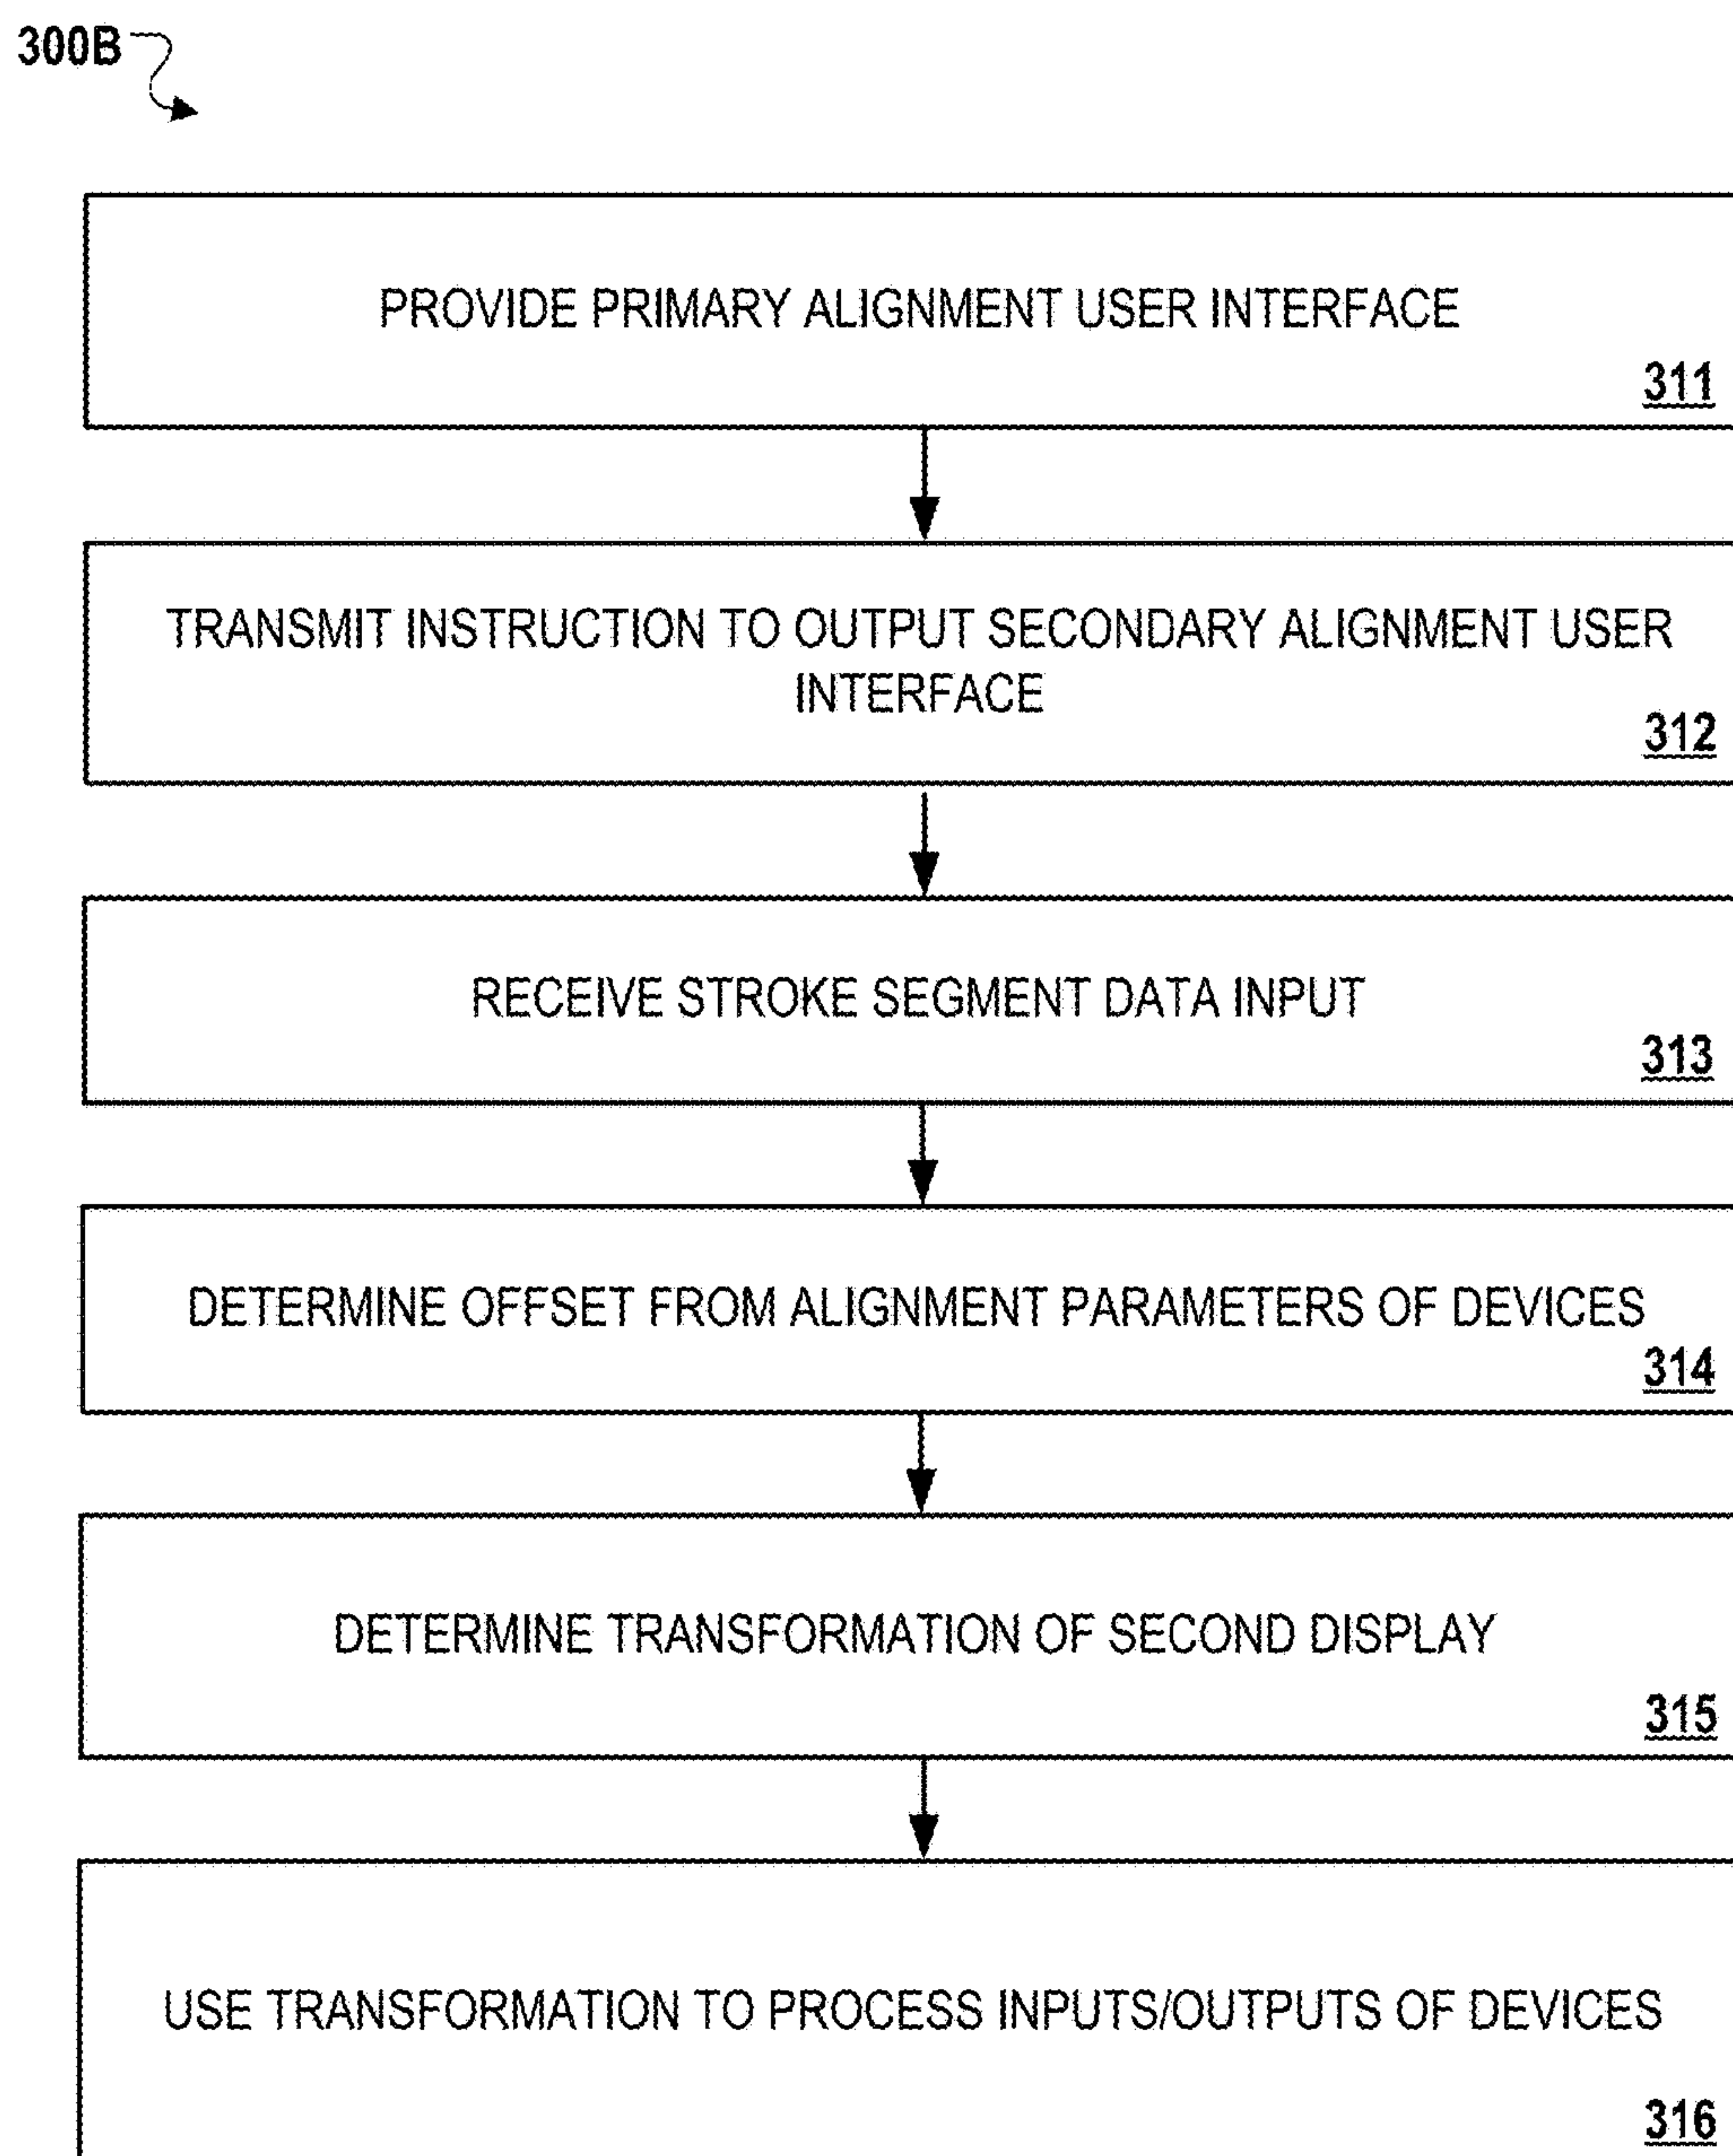 300B
PROVIDE PRIMARY ALIGNMENT USER INTERFACE
311
TRANSMIT INSTRUCTION TO OUTPUT SECONDARY ALIGNMENT USER
INTERFACE
312
RECEIVE STROKE SEGMENT DATA INPUT
313
DETERMINE OFFSET FROM ALIGNMENT PARAMETERS OF DEVICES
314
DETERMINE TRANSFORMATION OF SECOND DISPLAY
315
USE TRANSFORMATION TO PROCESS INPUTS/OUTPUTS OF DEVICES
316